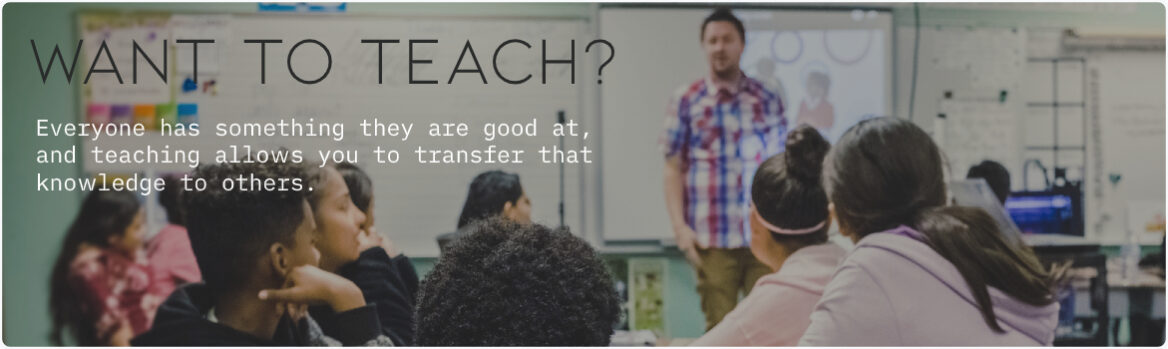 WANT TO TEACH?
Everyone has something they are good at,
and teaching allows you to transfer that
knowledge to others.